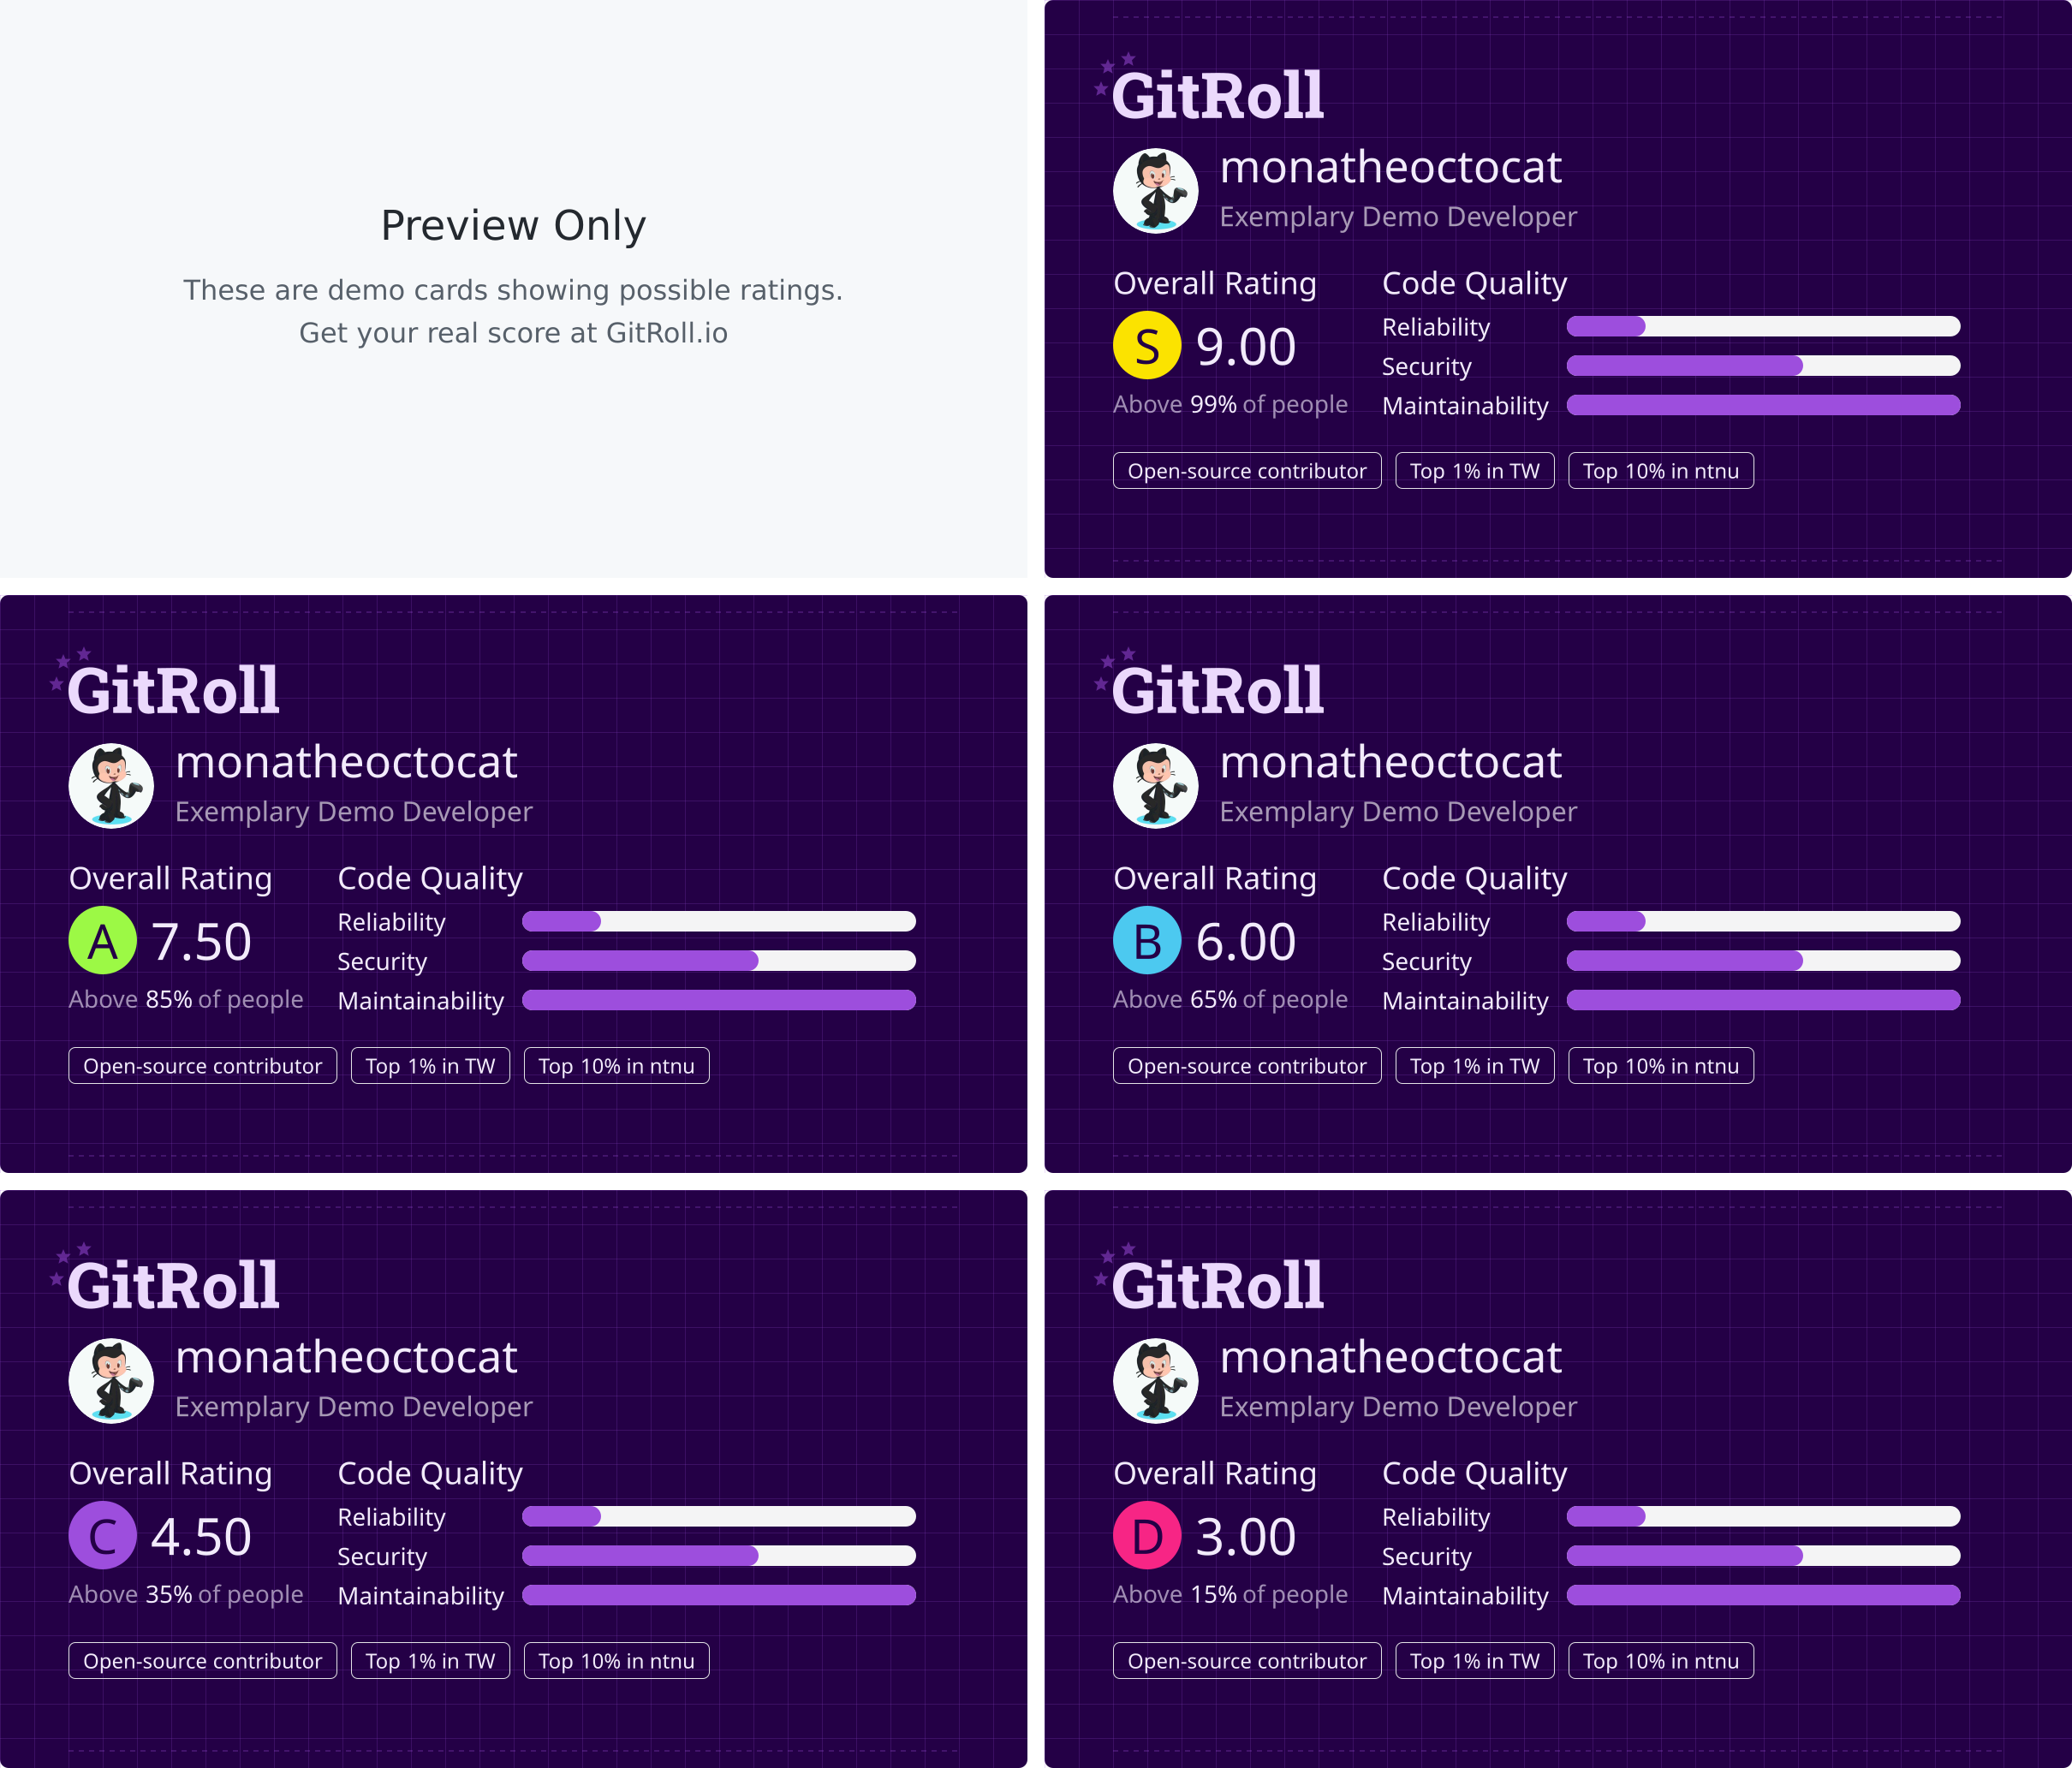 Preview Only
These are demo cards showing possible ratings.
Get your real score at GitRoll.io
GitRoll
monatheoctocat
Exemplary Demo Developer
Overall Rating
S 9.00
Above 99% of people
Code Quality
Reliability
Security
Maintainability
Open-source contributor
Top 1% in TW
Top 10% in ntnu
GitRoll
monatheoctocat
Exemplary Demo Developer
Overall Rating
A 7.50
Above 85% of people
Code Quality
Reliability
Security
Maintainability
Open-source contributor
Top 1% in TW
Top 10% in ntnu
GitRoll
monatheoctocat
Exemplary Demo Developer
Overall Rating
B 6.00
Above 65% of people
Code Quality
Reliability
Security
Maintainability
Open-source contributor
Top 1% in TW
Top 10% in ntnu
GitRoll
monatheoctocat
Exemplary Demo Developer
Overall Rating
C 4.50
Above 35% of people
Code Quality
Reliability
Security
Maintainability
Open-source contributor
Top 1% in TW
Top 10% in ntnu
GitRoll
monatheoctocat
Exemplary Demo Developer
Overall Rating
D 3.00
Above 15% of people
Code Quality
Reliability
Security
Maintainability
Open-source contributor
Top 1% in TW
Top 10% in ntnu